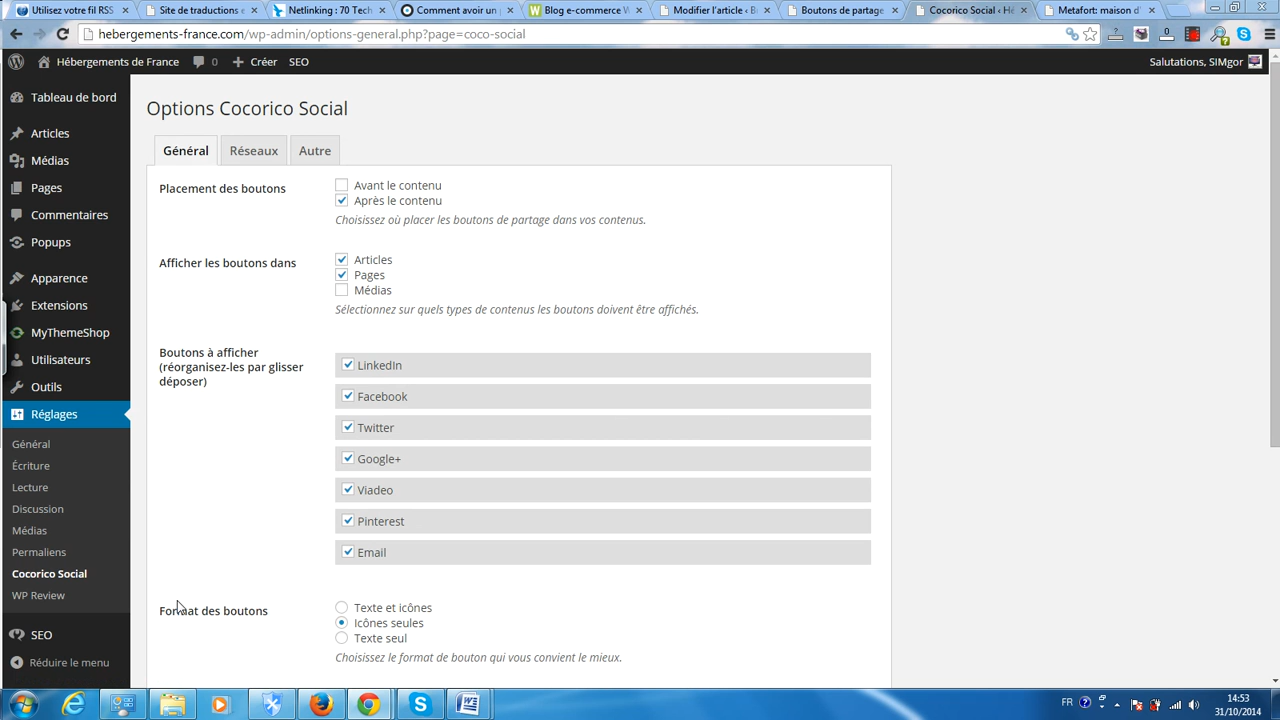 Utilisez votre fil RSS
Site de traductions e
Netlinking : 70 Tech
Comment avoir un p
Blog e-commerce W
Modifier l'article ‹ B
Boutons de partage
Cocorico Social ‹ Hé
Metafort: maison d'
hebergements-france.com/wp-admin/options-general.php?page=coco-social
Hébergements de France
0
Créer
SEO
Salutations, SIMgor
Tableau de bord
Articles
Médias
Pages
Commentaires
Popups
Apparence
Extensions
MyThemeShop
Utilisateurs
Outils
Réglages
Général
Écriture
Lecture
Discussion
Médias
Permaliens
Cocorico Social
WP Review
SEO
Réduire le menu
Options Cocorico Social
Général
Réseaux
Autre
Placement des boutons
Avant le contenu
Après le contenu
Choisissez où placer les boutons de partage dans vos contenus.
Afficher les boutons dans
Articles
Pages
Médias
Sélectionnez sur quels types de contenus les boutons doivent être affichés.
Boutons à afficher
(réorganisez-les par glisser
déposer)
LinkedIn
Facebook
Twitter
Google+
Viadeo
Pinterest
Email
Format des boutons
Texte et icônes
Icônes seules
Texte seul
Choisissez le format de bouton qui vous convient le mieux.
FR
14:53
31/10/2014